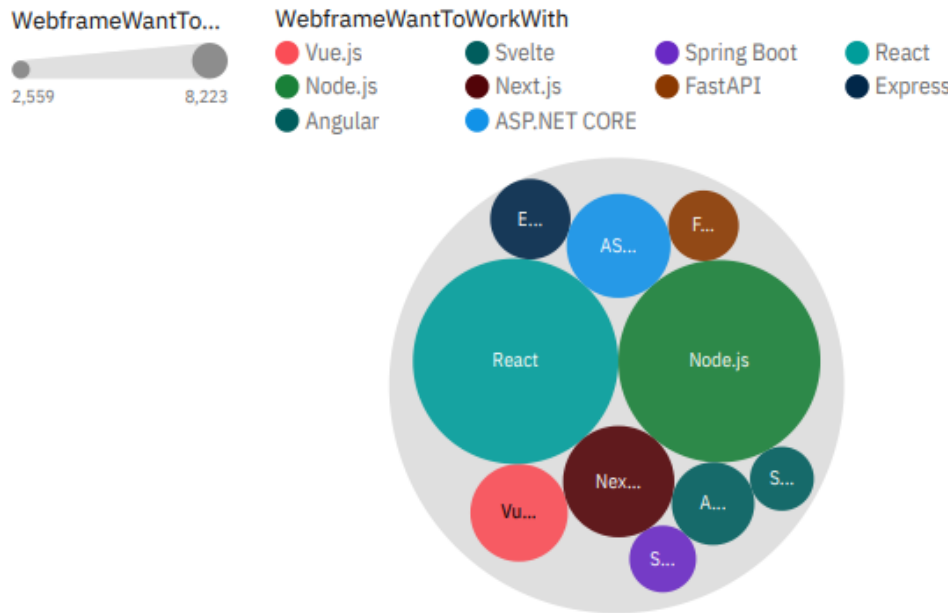 WebframeWantTo...
2,559 8,223
WebframeWantToWorkWith
Vue.js Svelte Spring Boot React
Node.js Next.js FastAPI Express
Angular ASP.NET CORE
E...
AS...
F...
React
Node.js
Nex...
S...
Vu...
A...
S...